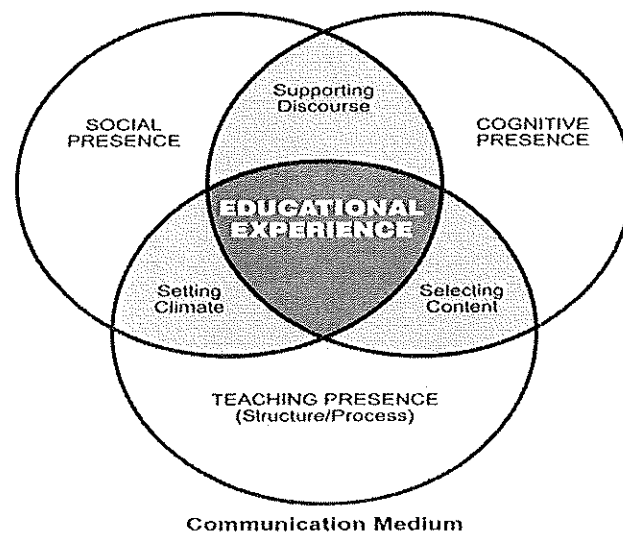 Supporting
Discourse
SOCIAL
PRESENCE
COGNITIVE
PRESENCE
EDUCATIONAL
EXPERIENCE
Setting
Climate
Selecting
Content
TEACHING PRESENCE
(Structure/Process)
Communication Medium